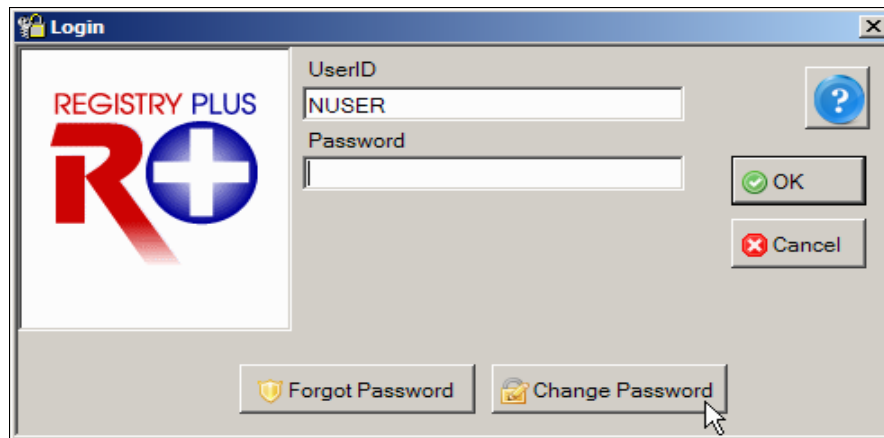 Login
REGISTRY PLUS
R
UserID
NUSER
Password
?
OK
Cancel
Forgot Password
Change Password